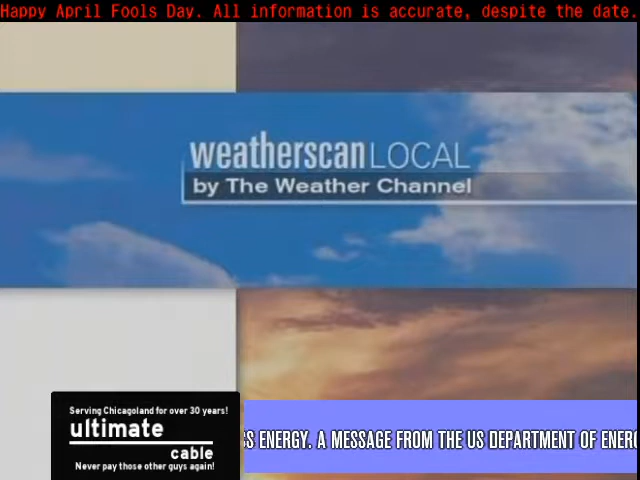 Happy April Fools Day. All information is accurate, despite the date.
weatherscan LOCAL
by The Weather Channel
Serving Chicagoland for over 30 years!
ultimate
cable
Never pay those other guys again!
S ENERGY. A MESSAGE FROM THE US DEPARTMENT OF ENERG